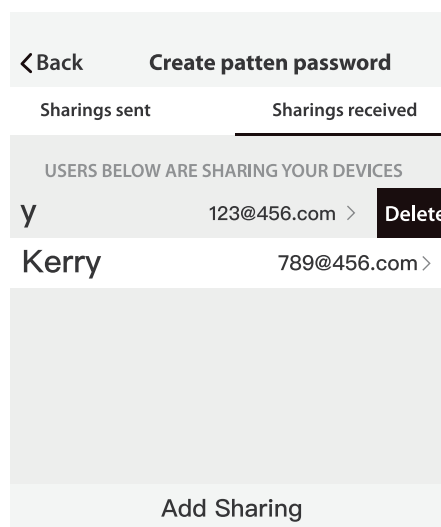 Back Create patten password
Sharings sent Sharings received
USERS BELOW ARE SHARING YOUR DEVICES
y 123@456.com > Delete
Kerry 789@456.com >
Add Sharing